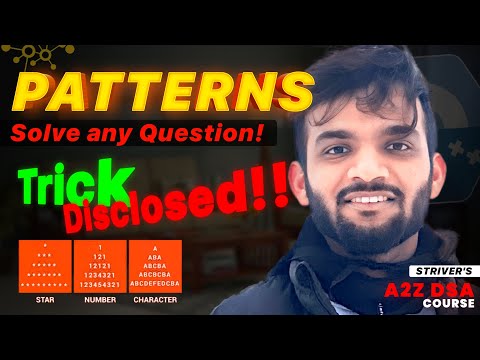 PATTERNS
Solve any Question!
Trick
Disclosed!!
1
121
12121
1234321
123454321
A
ABA
ABCBA
ABCBCBA
ABCDEFEDCBA
STAR
NUMBER
CHARACTER
STRIVER'S
A2Z DSA
COURSE